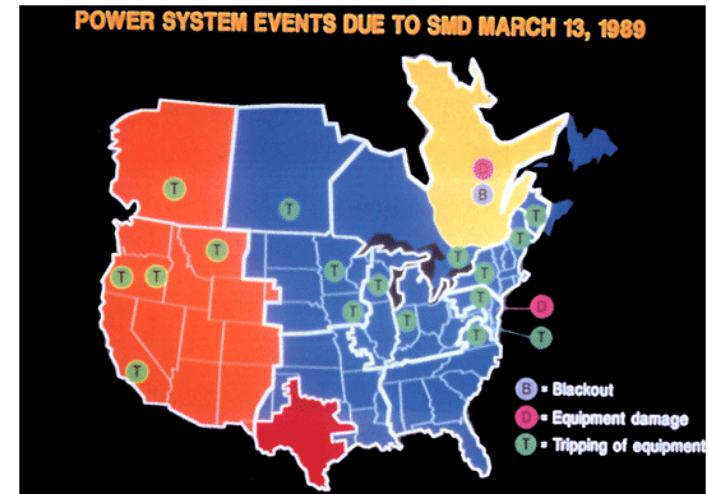 POWER SYSTEM EVENTS DUE TO SMD MARCH 13, 1989
D
T
B
T
T
T
T
T
T
T
T
T
T
T
D
T
T
T
T
T
B = Blackout
D = Equipment damage
T = Tripping of equipment